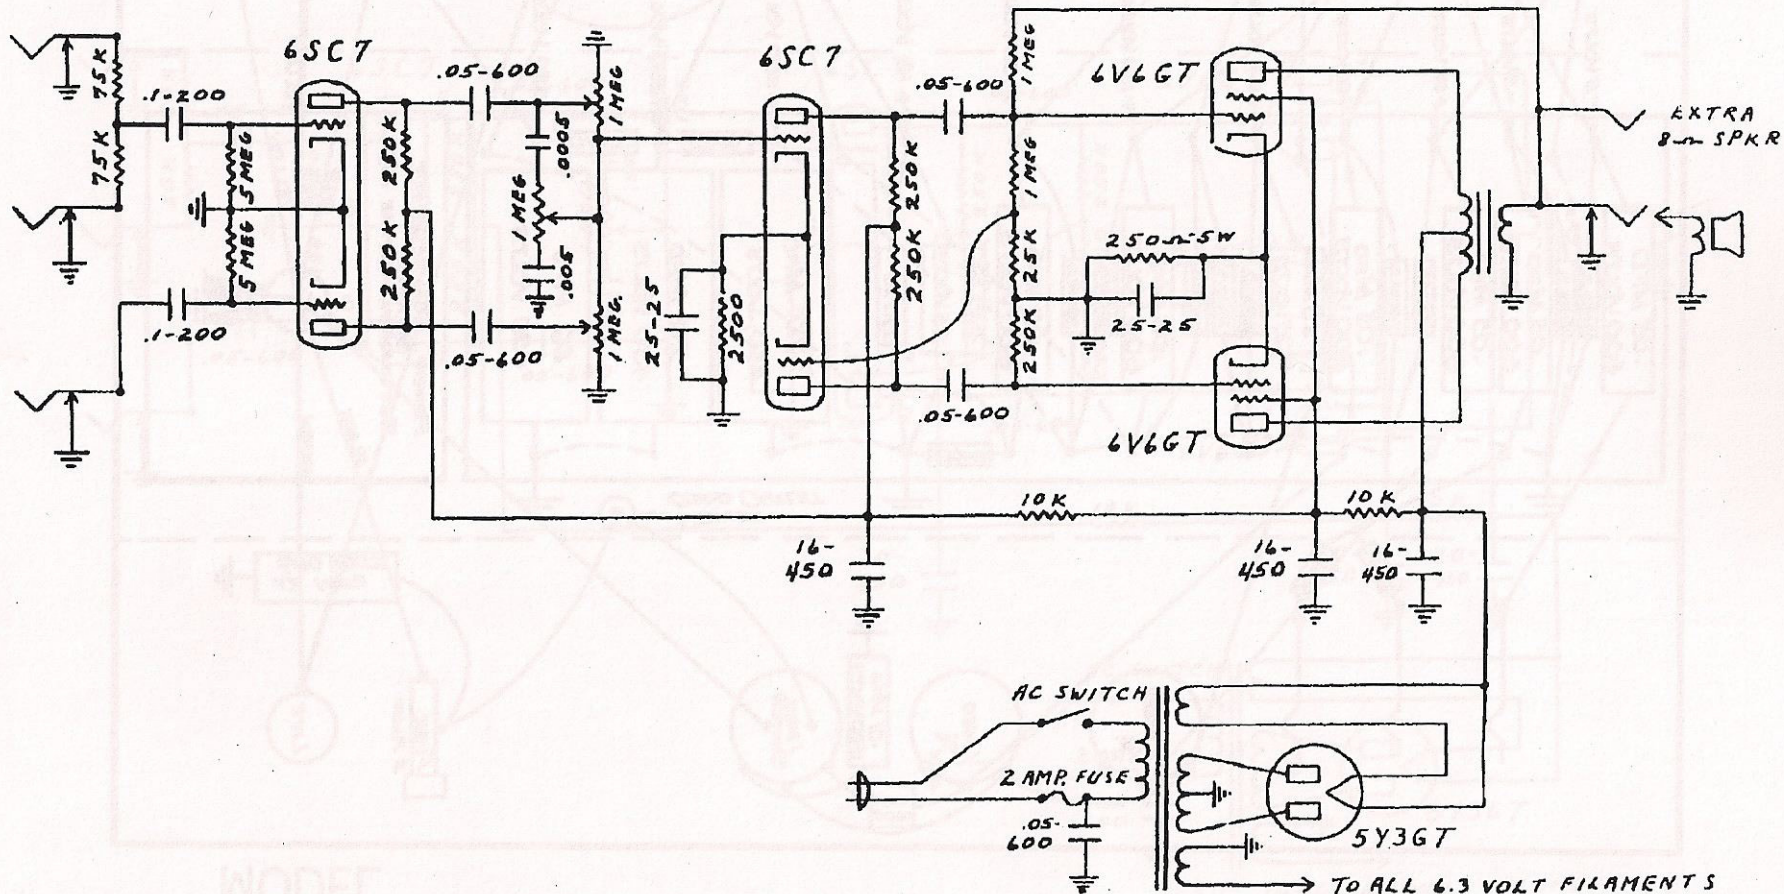 6SC7
6SC7
6V6GT
75K
75K
.1-200
.1-200
5 MEG
5 MEG
250K
250K
.05-600
.05-600
.0005
1 MEG
.005
1 MEG
1 MEG.
25-25
2500
250K
250K
.05-600
.05-600
1 MEG
1 MEG
25K
250K
250Ω-5W
25-25
6V6GT
EXTRA
8Ω SPKR
10K
10K
16-
450
16-
450
16-
450
AC SWITCH
2 AMP. FUSE
.05-
600
5Y3GT
TO ALL 6.3 VOLT FILAMENTS
MODEL